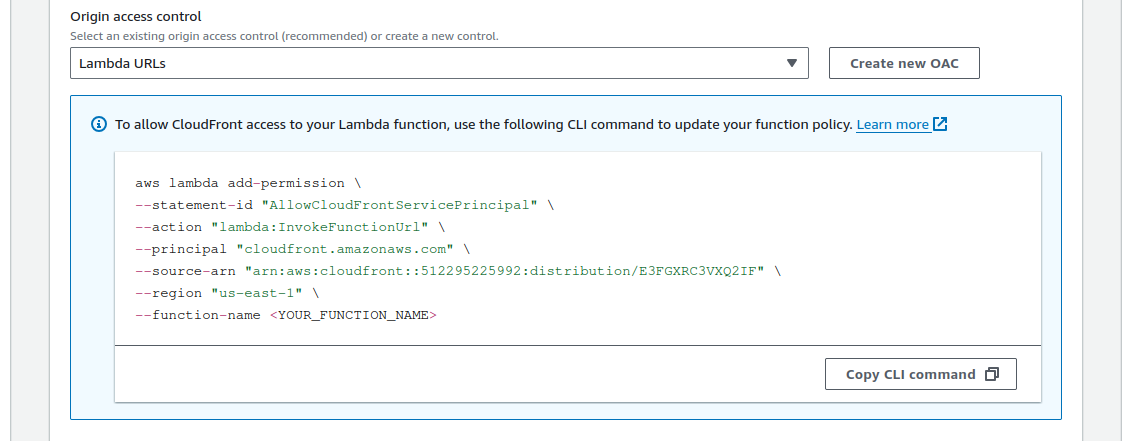 Origin access control
Select an existing origin access control (recommended) or create a new control.
Lambda URLs
Create new OAC
To allow CloudFront access to your Lambda function, use the following CLI command to update your function policy. Learn more
aws lambda add-permission \
--statement-id "AllowCloudFrontServicePrincipal" \
--action "lambda:InvokeFunctionUrl" \
--principal "cloudfront.amazonaws.com" \
--source-arn "arn:aws:cloudfront::512295225992:distribution/E3FGXRC3VXQ2IF" \
--region "us-east-1" \
--function-name <YOUR_FUNCTION_NAME>
Copy CLI command